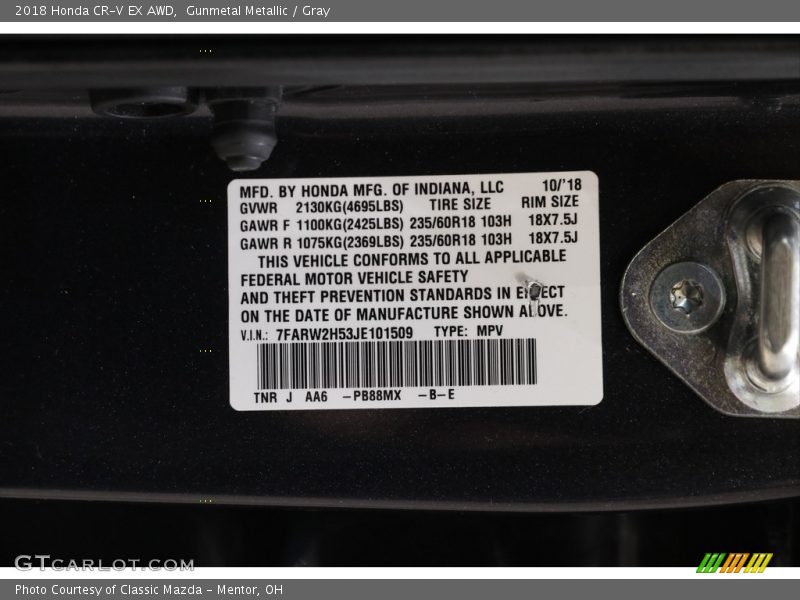 2018 Honda CR-V EX AWD, Gunmetal Metallic / Gray
MFD. BY HONDA MFG. OF INDIANA, LLC 10/'18
GVWR 2130KG(4695LBS) TIRE SIZE RIM SIZE
GAWR F 1100KG(2425LBS) 235/60R18 103H 18X7.5J
GAWR R 1075KG(2369LBS) 235/60R18 103H 18X7.5J
THIS VEHICLE CONFORMS TO ALL APPLICABLE
FEDERAL MOTOR VEHICLE SAFETY
AND THEFT PREVENTION STANDARDS IN EFFECT
ON THE DATE OF MANUFACTURE SHOWN ABOVE.
V.I.N.: 7FARW2H53JE101509 TYPE: MPV
TNR J AA6 -PB88MX -B-E
GTCARLOT.COM
Photo Courtesy of Classic Mazda - Mentor, OH